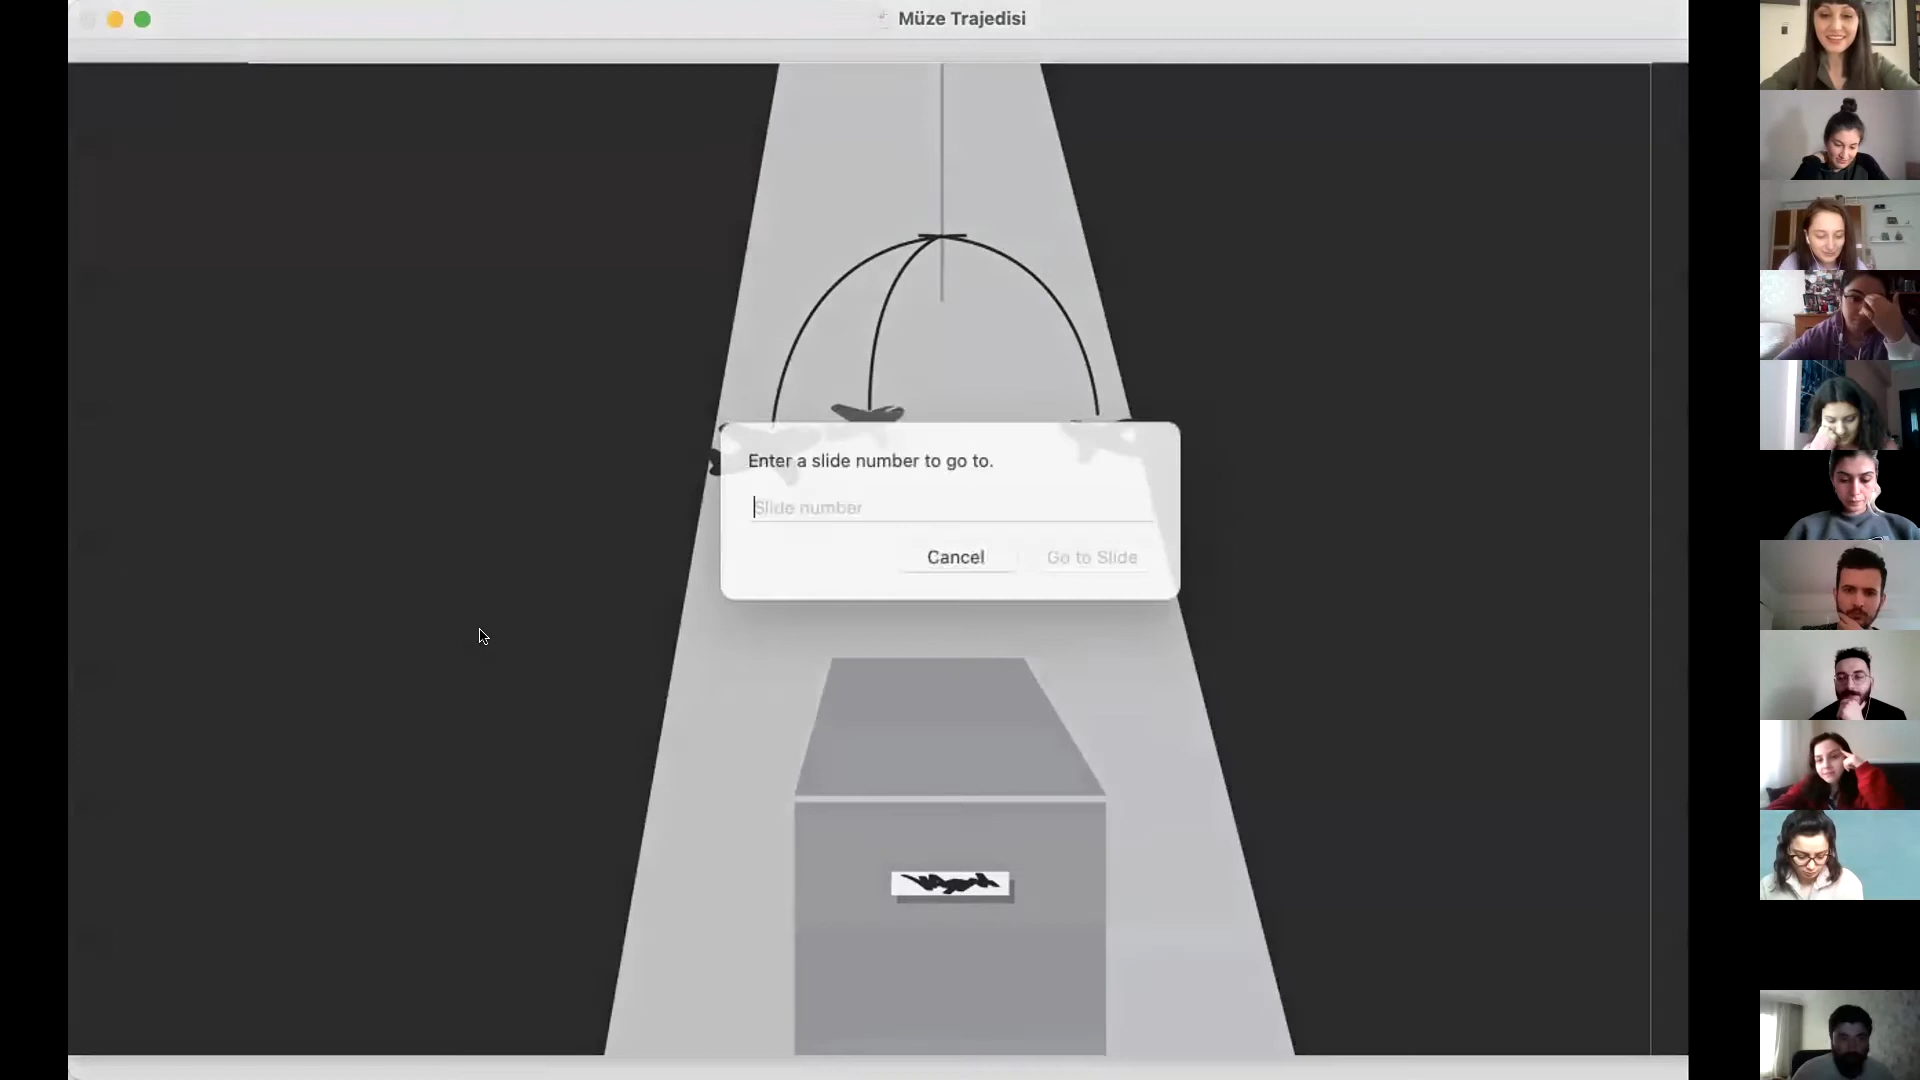 Müze Trajedisi
Enter a slide number to go to.
Slide number
Cancel
Go to Slide